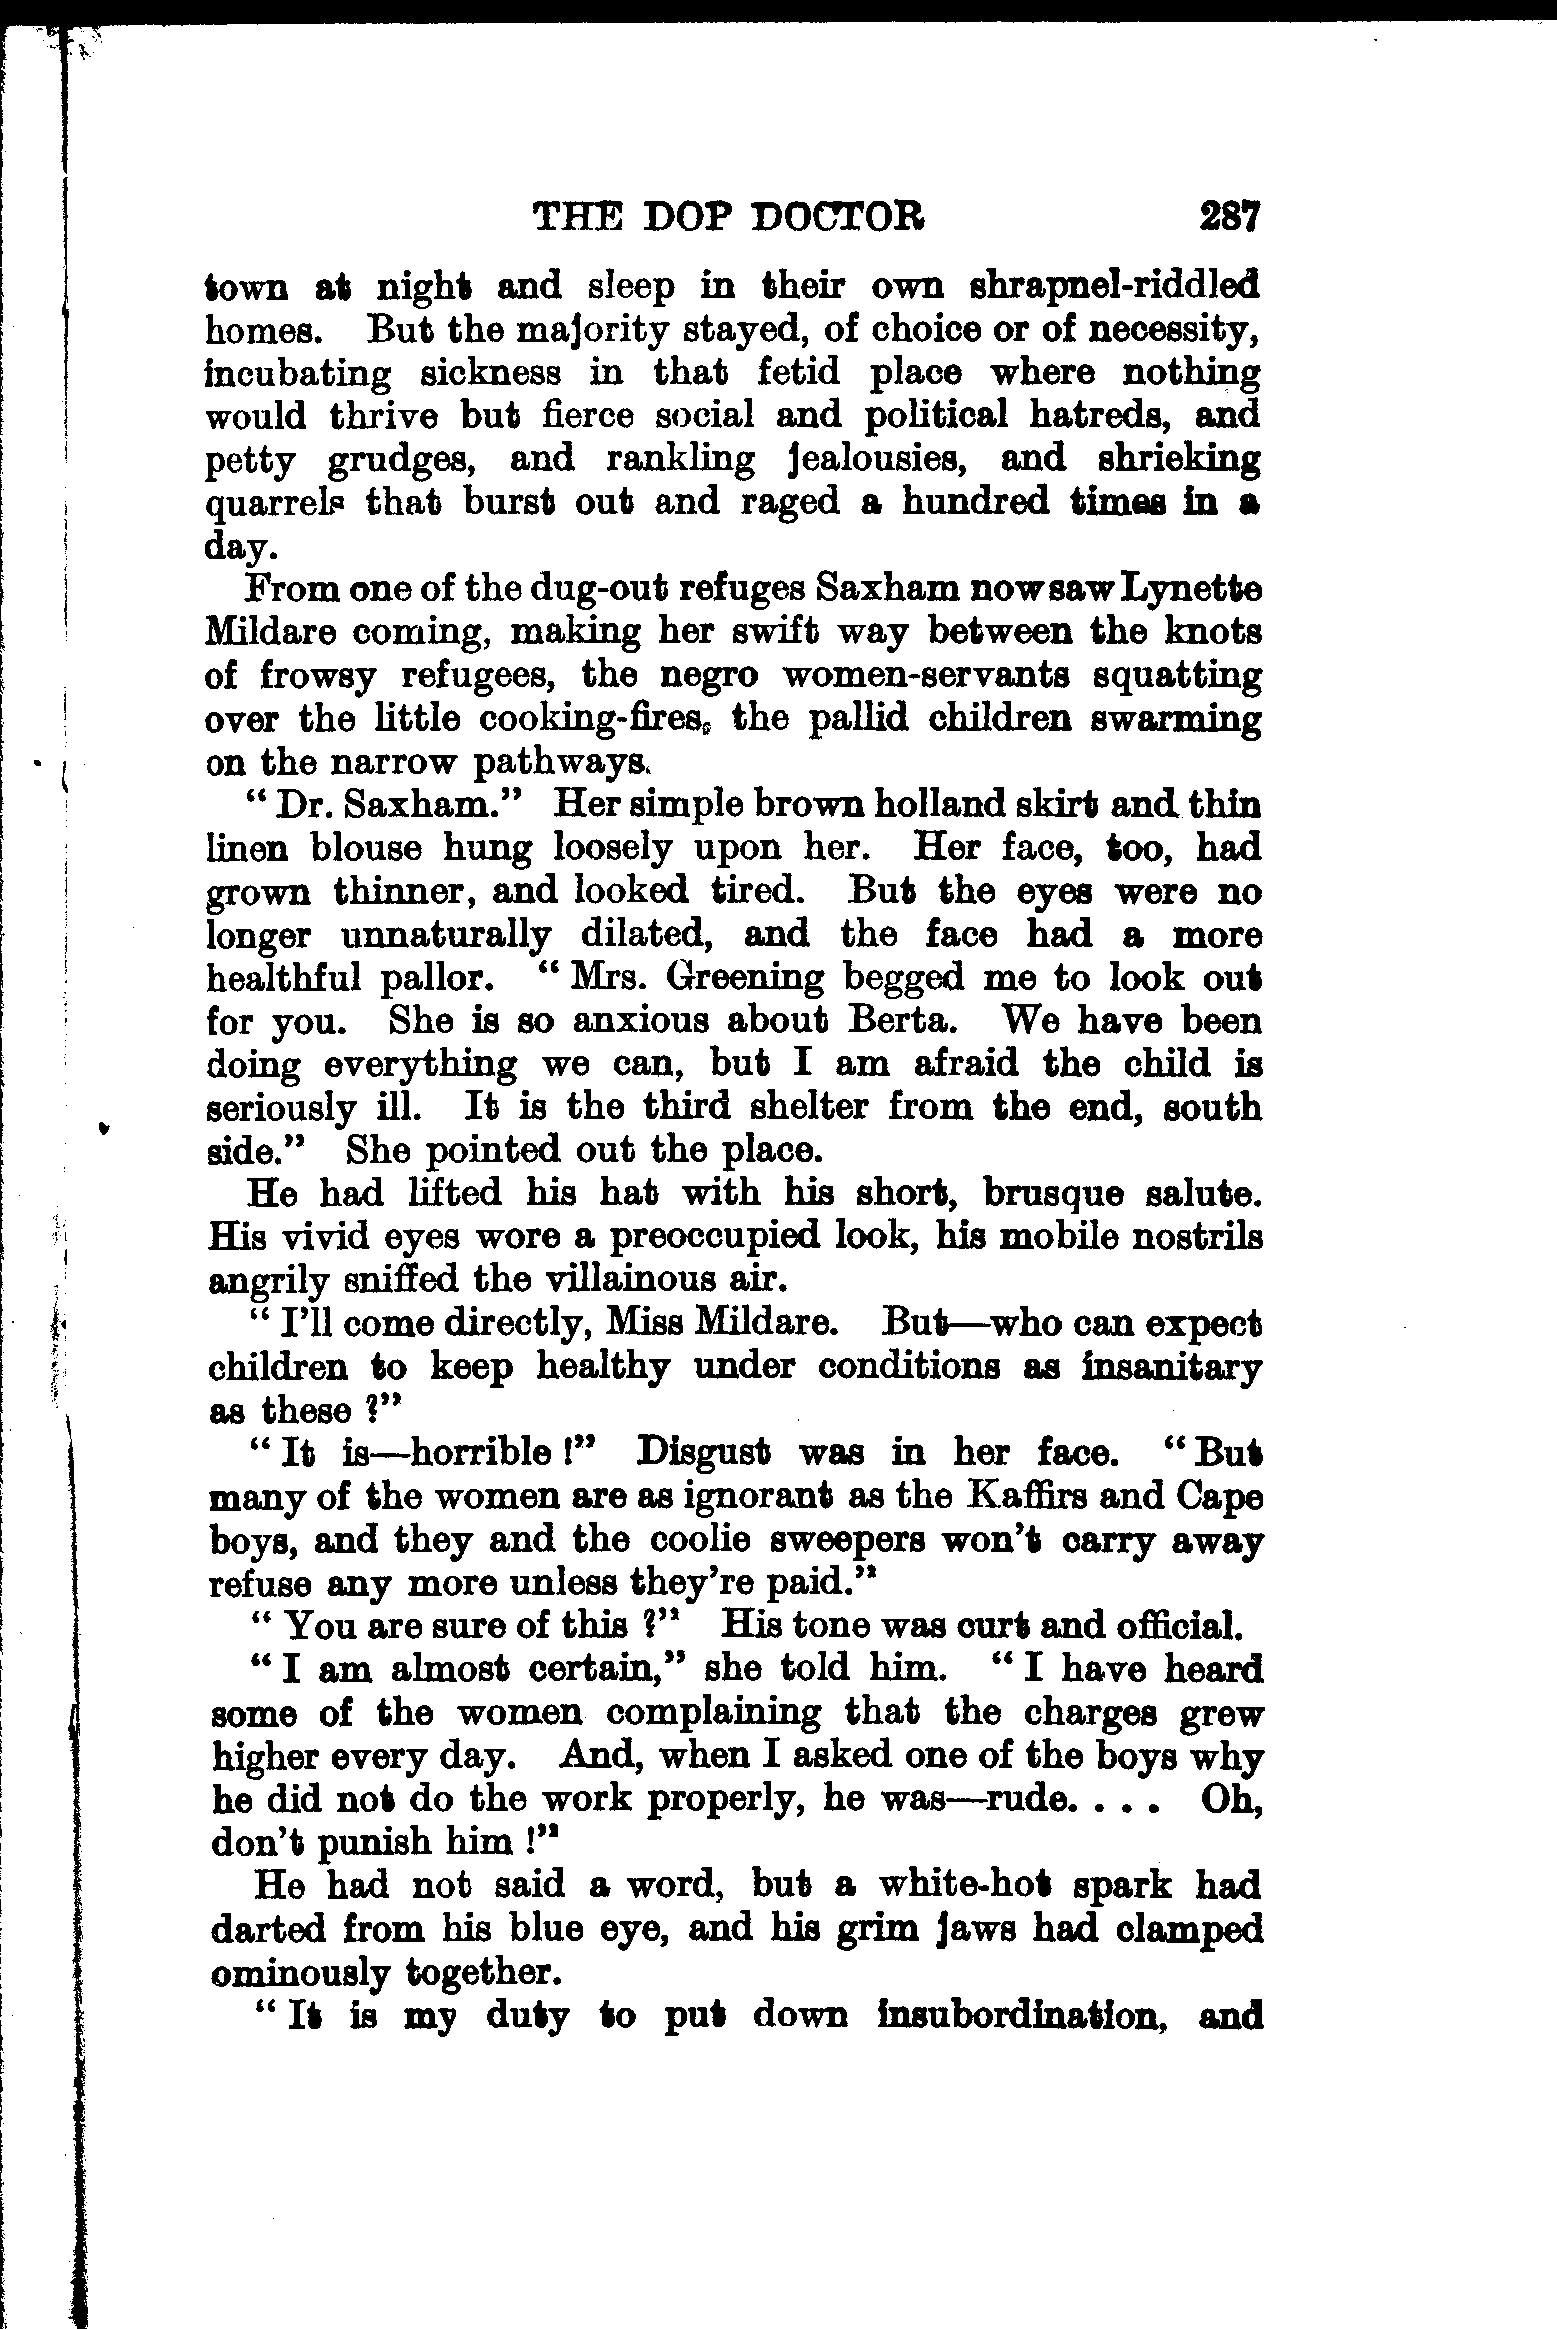 THE DOP DOCTOR 287
town at night and sleep in their own shrapnel-riddled
homes. But the majority stayed, of choice or of necessity,
incubating sickness in that fetid place where nothing
would thrive but fierce social and political hatreds, and
petty grudges, and rankling jealousies, and shrieking
quarrels that burst out and raged a hundred times in a
day.
From one of the dug-out refuges Saxham now saw Lynette
Mildare coming, making her swift way between the knots
of frowsy refugees, the negro women-servants squatting
over the little cooking-fires, the pallid children swarming
on the narrow pathways.
“Dr. Saxham.” Her simple brown holland skirt and thin
linen blouse hung loosely upon her. Her face, too, had
grown thinner, and looked tired. But the eyes were no
longer unnaturally dilated, and the face had a more
healthful pallor. “Mrs. Greening begged me to look out
for you. She is so anxious about Berta. We have been
doing everything we can, but I am afraid the child is
seriously ill. It is the third shelter from the end, south
side.” She pointed out the place.
He had lifted his hat with his short, brusque salute.
His vivid eyes wore a preoccupied look, his mobile nostrils
angrily sniffed the villainous air.
“I'll come directly, Miss Mildare. But—who can expect
children to keep healthy under conditions as insanitary
as these ?”
“It is—horrible !” Disgust was in her face. “But
many of the women are as ignorant as the Kaffirs and Cape
boys, and they and the coolie sweepers won't carry away
refuse any more unless they're paid.”
“You are sure of this ?” His tone was curt and official.
“I am almost certain,” she told him. “I have heard
some of the women complaining that the charges grew
higher every day. And, when I asked one of the boys why
he did not do the work properly, he was—rude. . . . Oh,
don't punish him !”
He had not said a word, but a white-hot spark had
darted from his blue eye, and his grim jaws had clamped
ominously together.
“It is my duty to put down insubordination, and